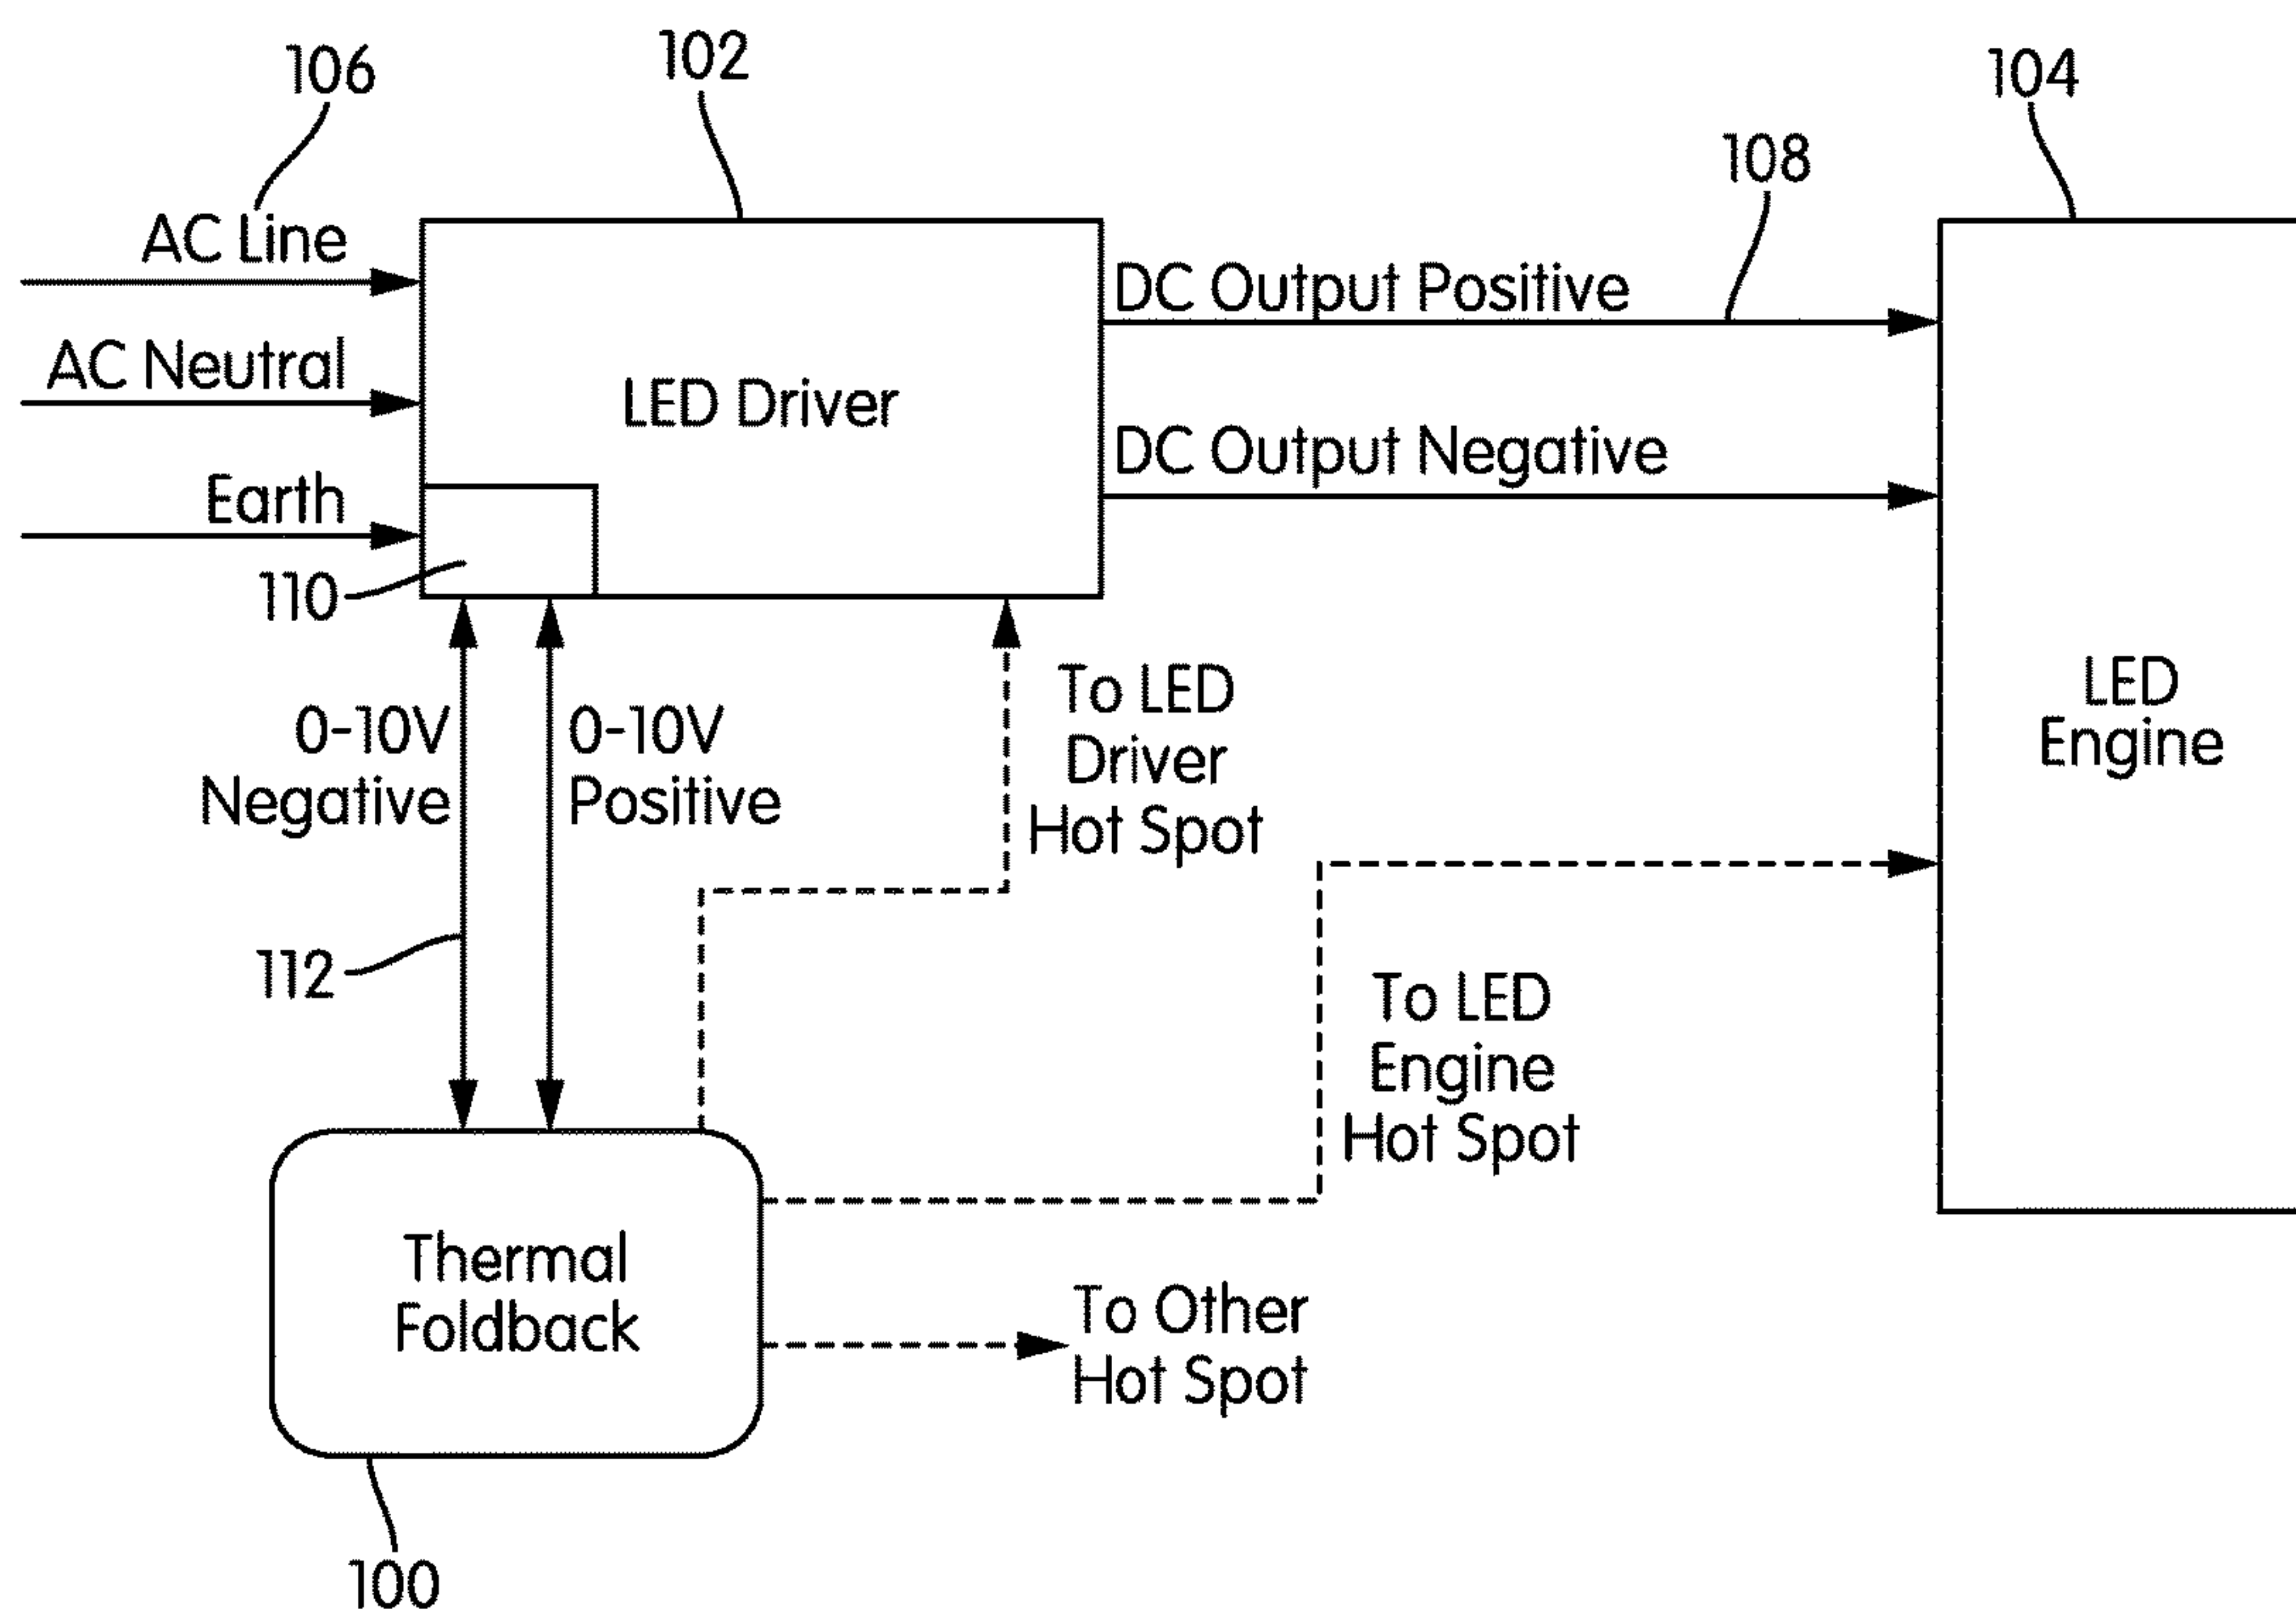 106
102
104
108
AC Line
DC Output Positive
AC Neutral
LED Driver
DC Output Negative
Earth
110
0-10V
Negative
0-10V
Positive
To LED
Driver
Hot Spot
LED
Engine
112
To LED
Engine
Hot Spot
Thermal
Foldback
To Other
Hot Spot
100